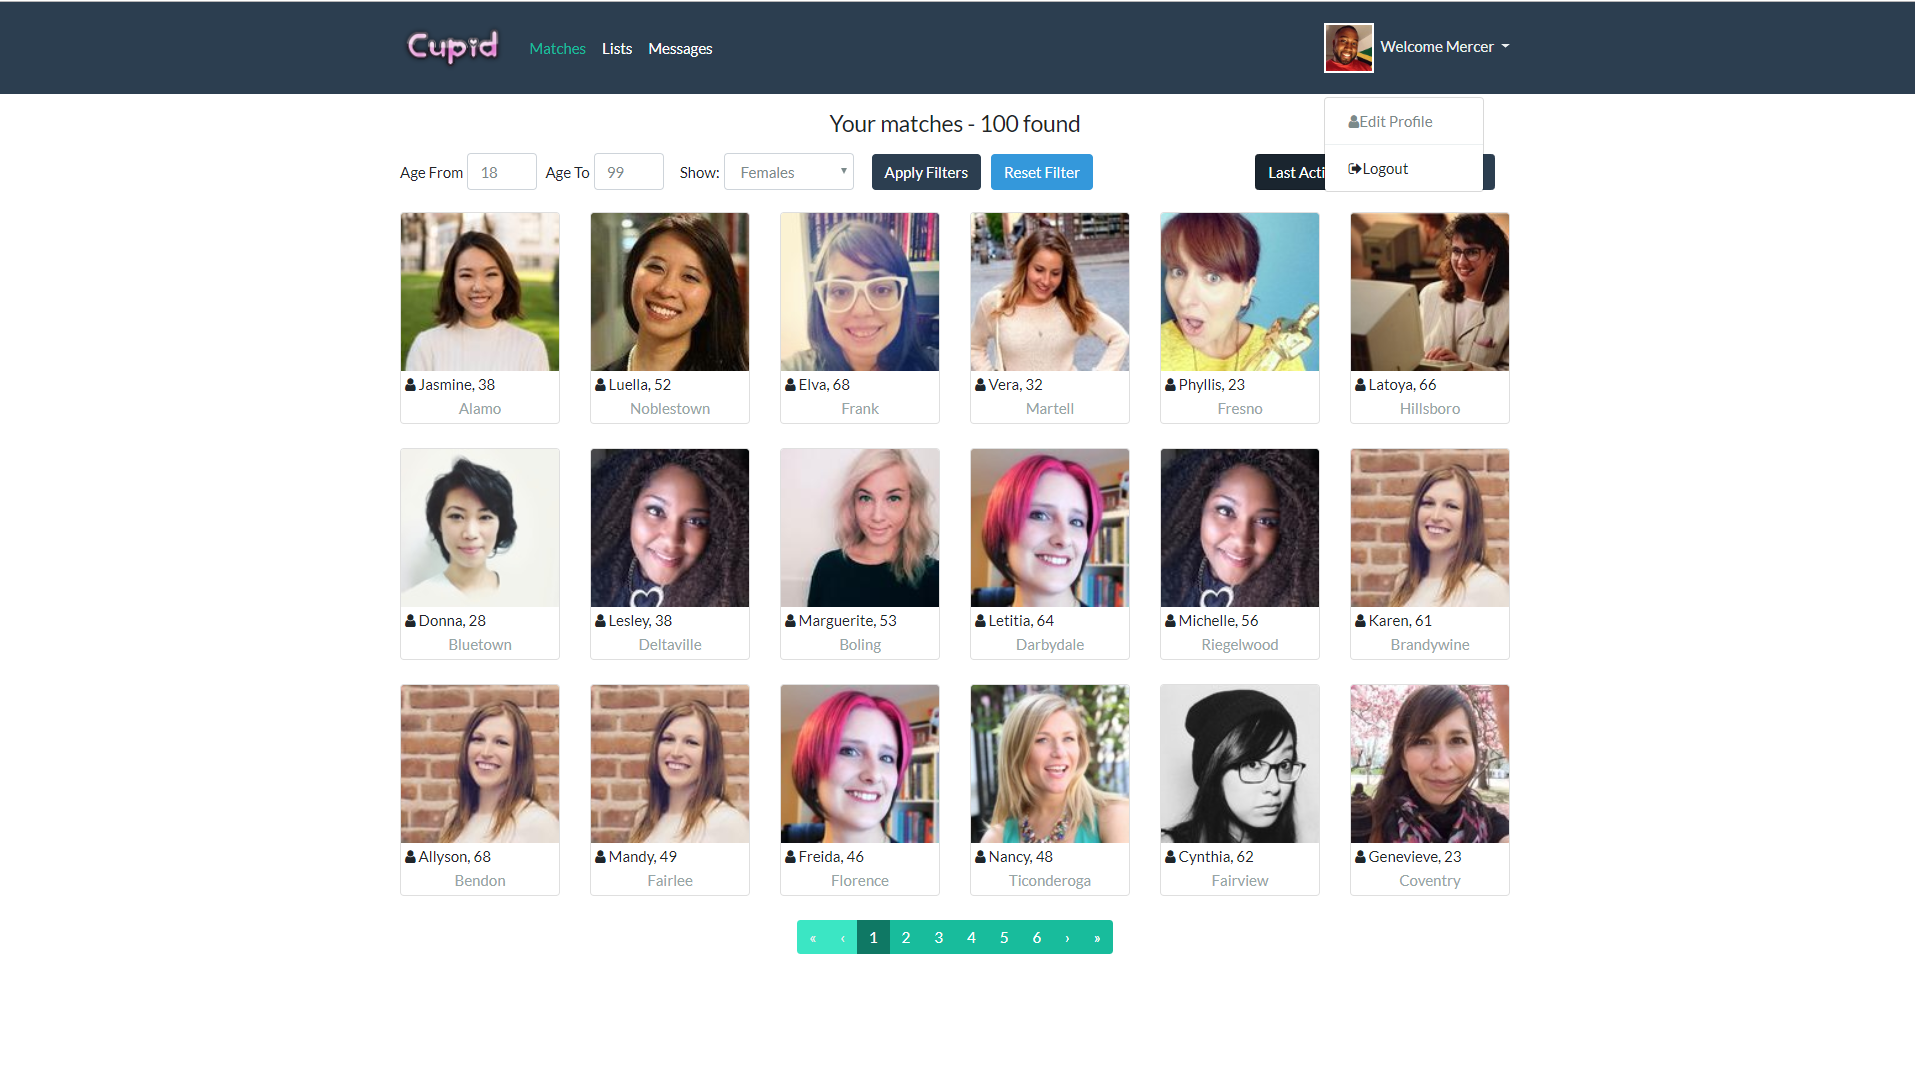 Cupid
Matches Lists Messages
Welcome Mercer
Edit Profile
Logout
Your matches - 100 found
Age From 18 Age To 99 Show: Females Apply Filters Reset Filter Last Acti
Jasmine, 38
Alamo
Luella, 52
Noblestown
Elva, 68
Frank
Vera, 32
Martell
Phyllis, 23
Fresno
Latoya, 66
Hillsboro
Donna, 28
Bluetown
Lesley, 38
Deltaville
Marguerite, 53
Boling
Letitia, 64
Darbydale
Michelle, 56
Riegelwood
Karen, 61
Brandywine
Allyson, 68
Bendon
Mandy, 49
Fairlee
Freida, 46
Florence
Nancy, 48
Ticonderoga
Cynthia, 62
Fairview
Genevieve, 23
Coventry
« ‹ 1 2 3 4 5 6 › »